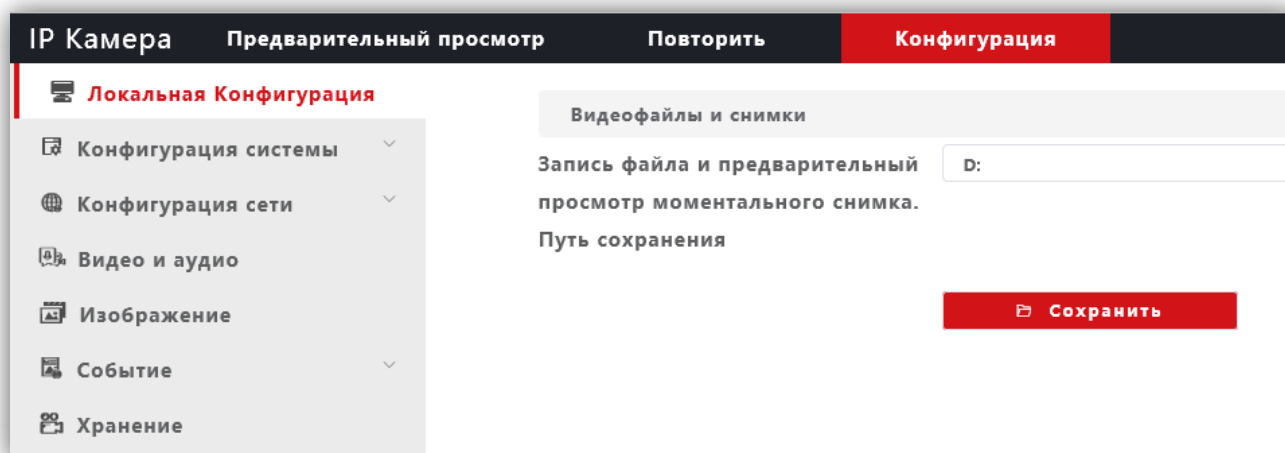 IP Камера Предварительный просмотр Повторить Конфигурация
Локальная Конфигурация
Конфигурация системы
Конфигурация сети
Видео и аудио
Изображение
Событие
Хранение
Видеофайлы и снимки
Запись файла и предварительный
просмотр моментального снимка.
Путь сохранения
D:
Сохранить